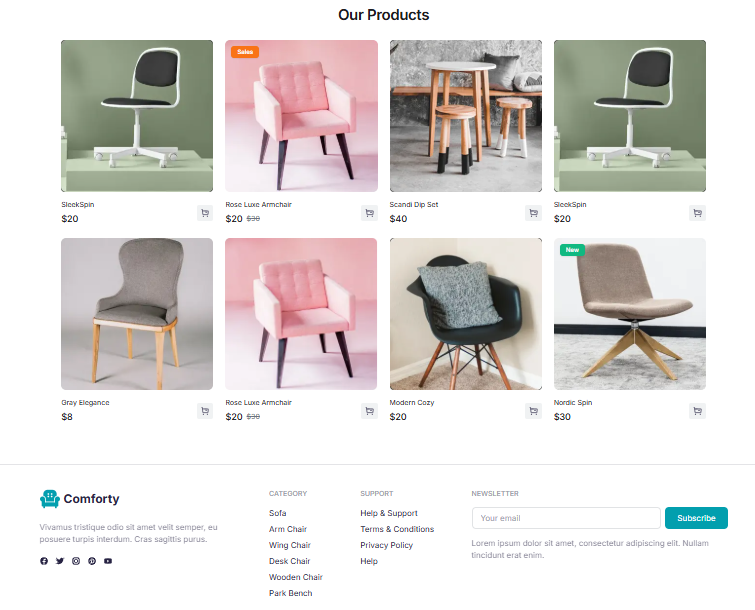 Our Products
Sales
SleekSpin
$20
Rose Luxe Armchair
$20 $30
Scandi Dip Set
$40
SleekSpin
$20
New
Gray Elegance
$8
Rose Luxe Armchair
$20 $30
Modern Cozy
$20
Nordic Spin
$30
Comforty
Vivamus tristique odio sit amet velit semper, eu
posuere turpis interdum. Cras sagittis purus.
CATEGORY
Sofa
Arm Chair
Wing Chair
Desk Chair
Wooden Chair
Park Bench
SUPPORT
Help & Support
Terms & Conditions
Privacy Policy
Help
NEWSLETTER
Your email
Subscribe
Lorem ipsum dolor sit amet, consectetur adipiscing elit. Nullam
tincidunt erat enim.